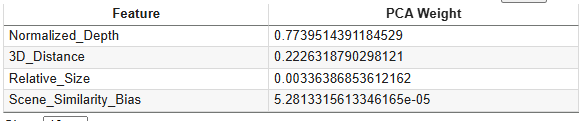 Feature PCA Weight
Normalized_Depth 0.7739514391184529
3D_Distance 0.2226318790298121
Relative_Size 0.00336386853612162
Scene_Similarity_Bias 5.2813315613346165e-05